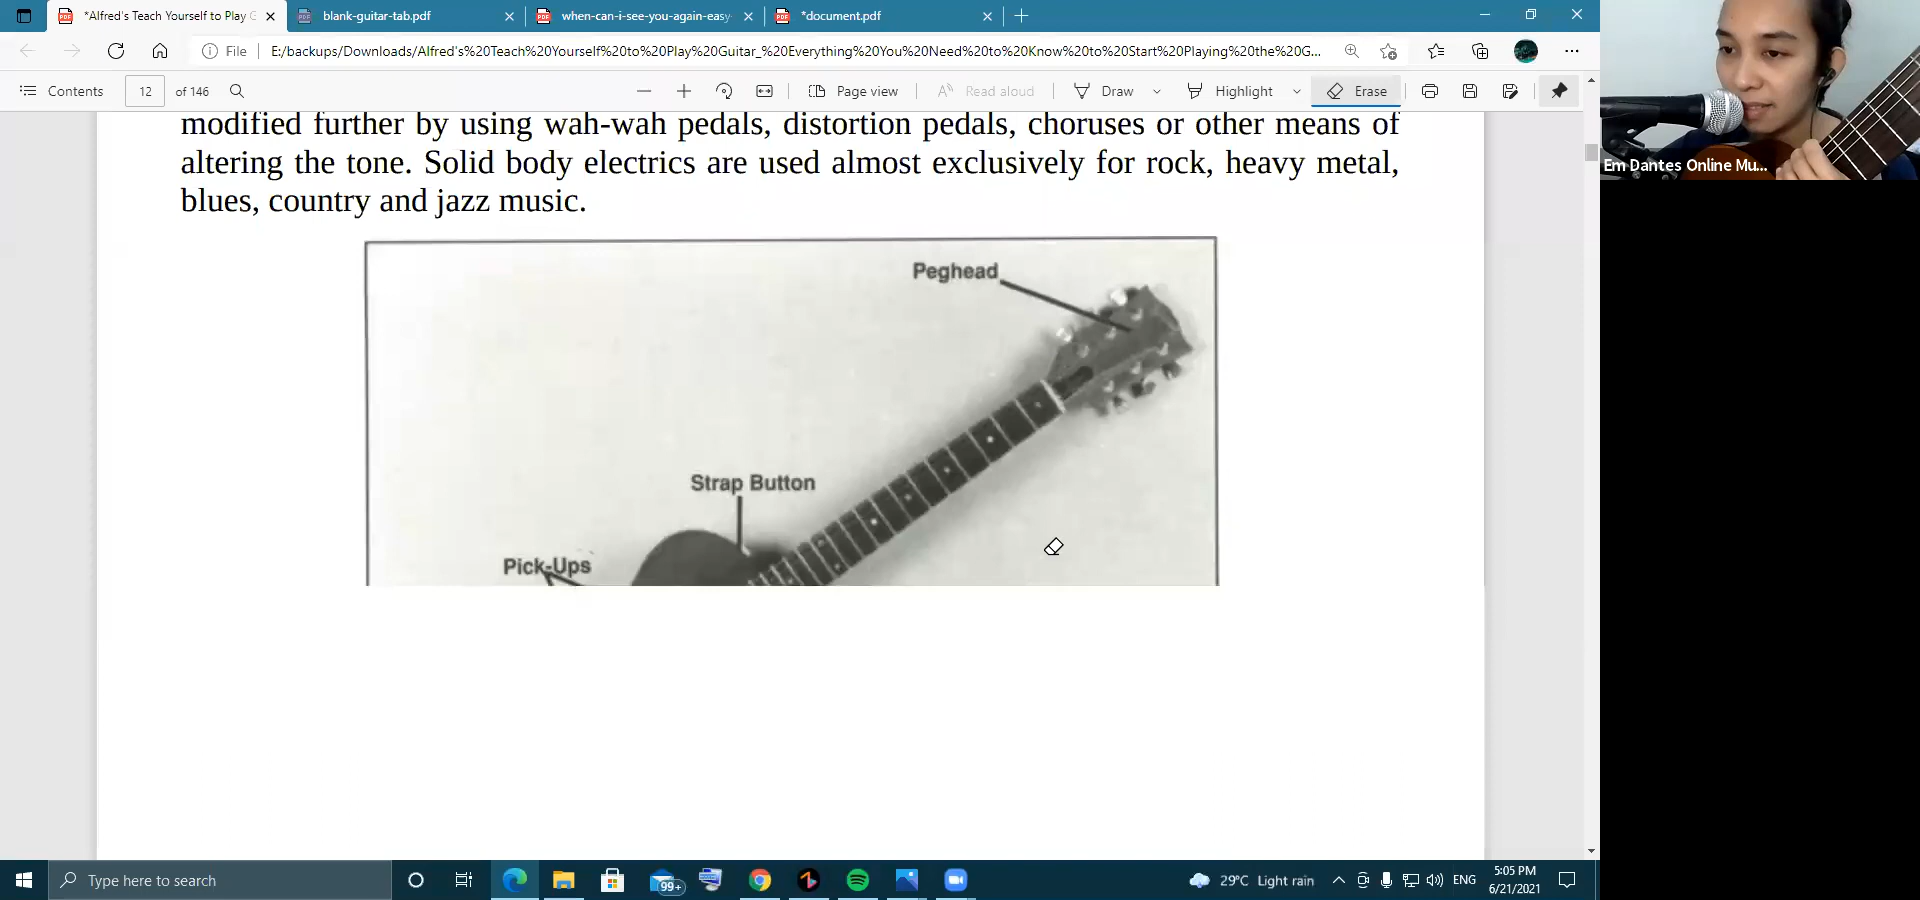 *Alfred's Teach Yourself to Play G
blank-guitar-tab.pdf
when-can-i-see-you-again-easy-
*document.pdf
File
E:/backups/Downloads/Alfred's%20Teach%20Yourself%20to%20Play%20Guitar_%20Everything%20You%20Need%20to%20Know%20to%20Start%20Playing%20the%20G...
Contents
12
of 146
Page view
Read aloud
Draw
Highlight
Erase
modified further by using wah-wah pedals, distortion pedals, choruses or other means of
altering the tone. Solid body electrics are used almost exclusively for rock, heavy metal,
blues, country and jazz music.
Peghead
Strap Button
Pick-Ups
Em Dantes Online Mu...
Type here to search
99+
29°C Light rain
ENG
5:05 PM
6/21/2021